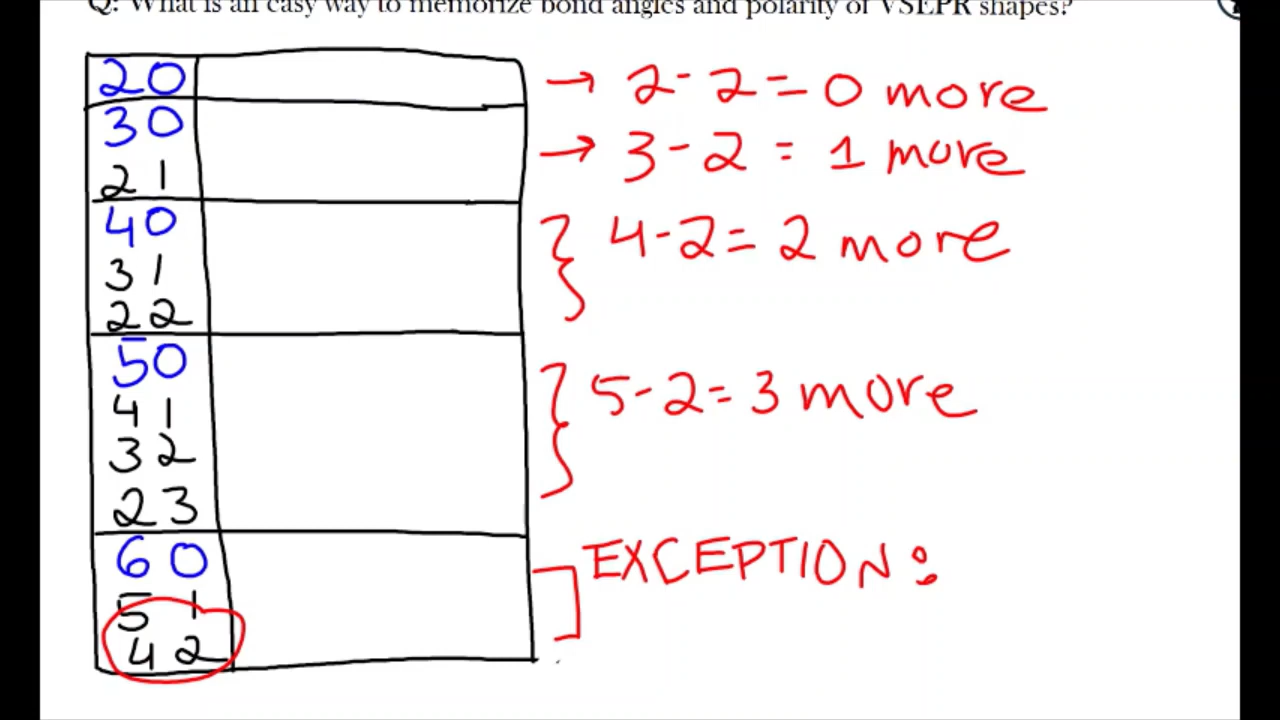 Q: What is an easy way to memorize bond angles and polarity of VSEPR shapes?
20 → 2-2=0 more
30 → 3-2=1 more
21
40 } 4-2=2 more
31
22
50 } 5-2=3 more
41
32
23
60 ] EXCEPTION:
51
42